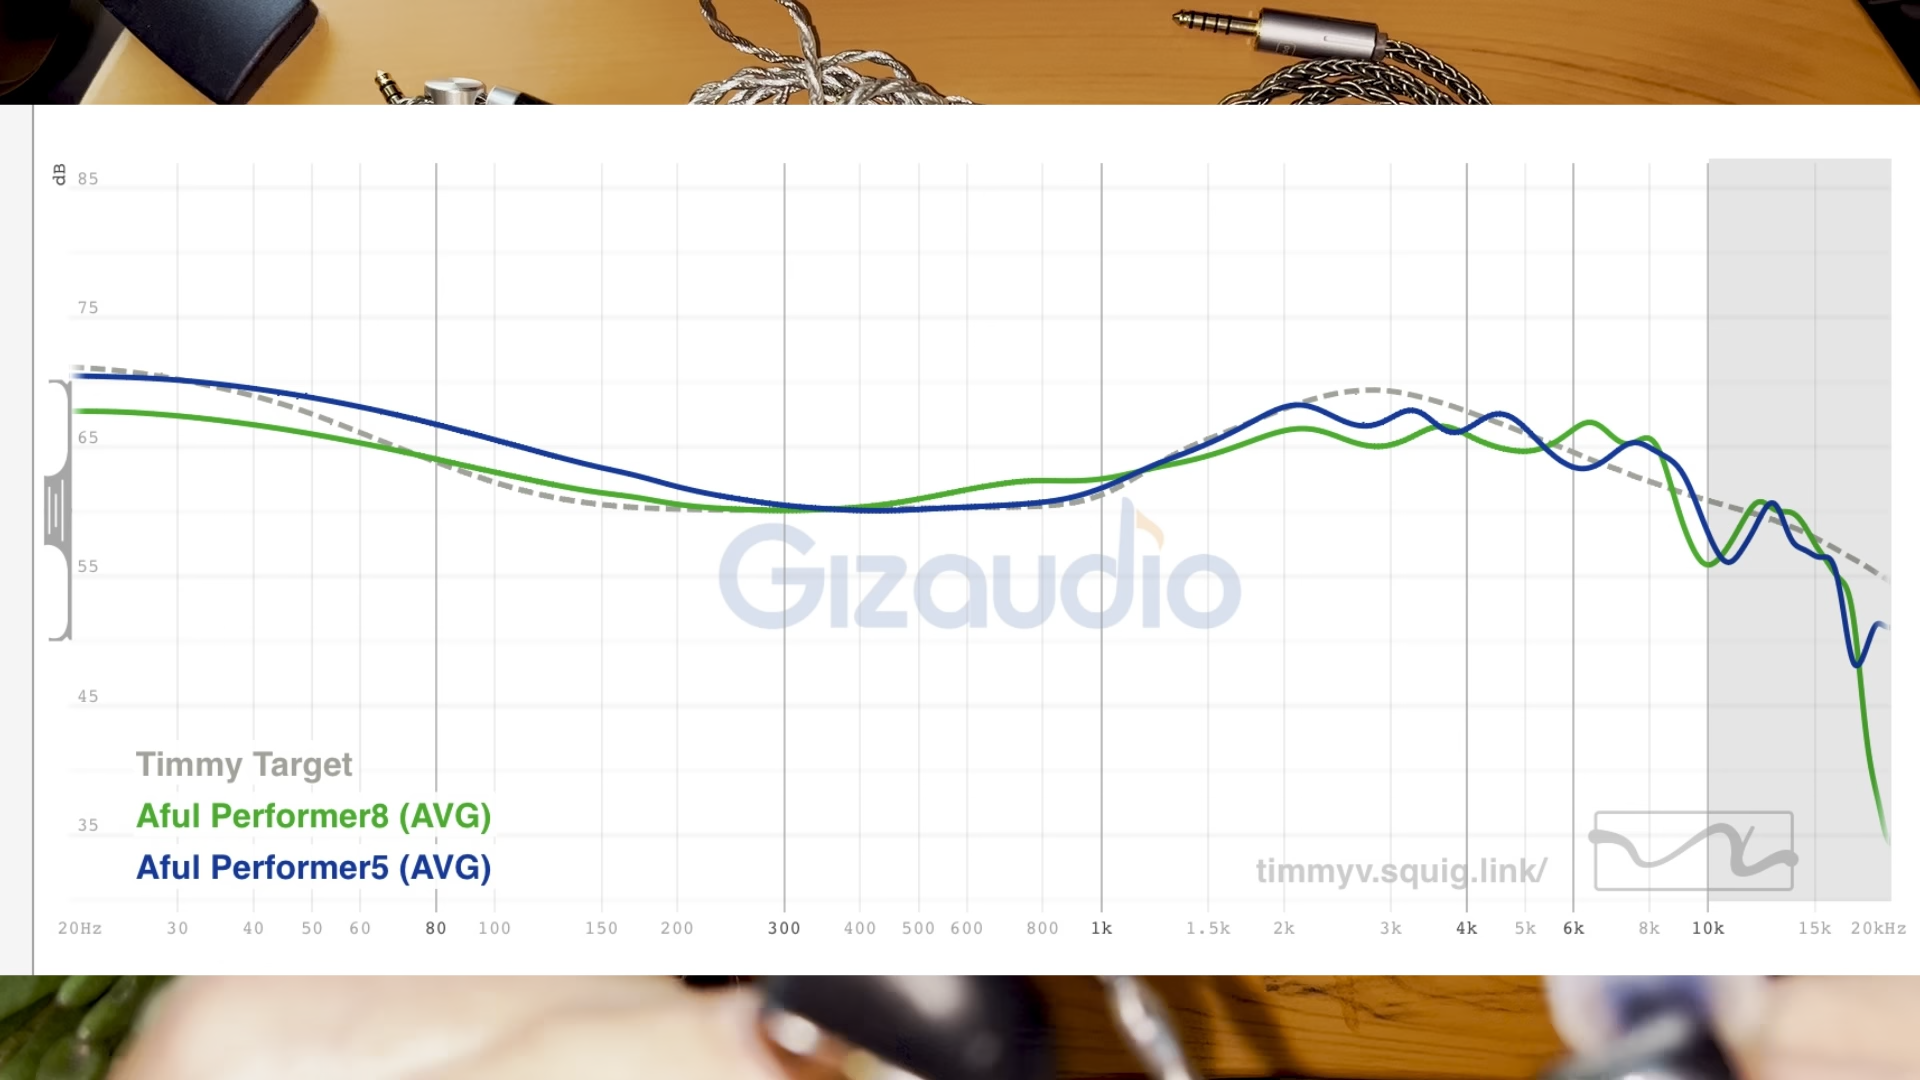 dB
85
75
65
55
45
35
Gizaudio
Timmy Target
Aful Performer8 (AVG)
Aful Performer5 (AVG)
timmyv.squig.link/
20Hz 30 40 50 60 80 100 150 200 300 400 500 600 800 1k 1.5k 2k 3k 4k 5k 6k 8k 10k 15k 20kHz